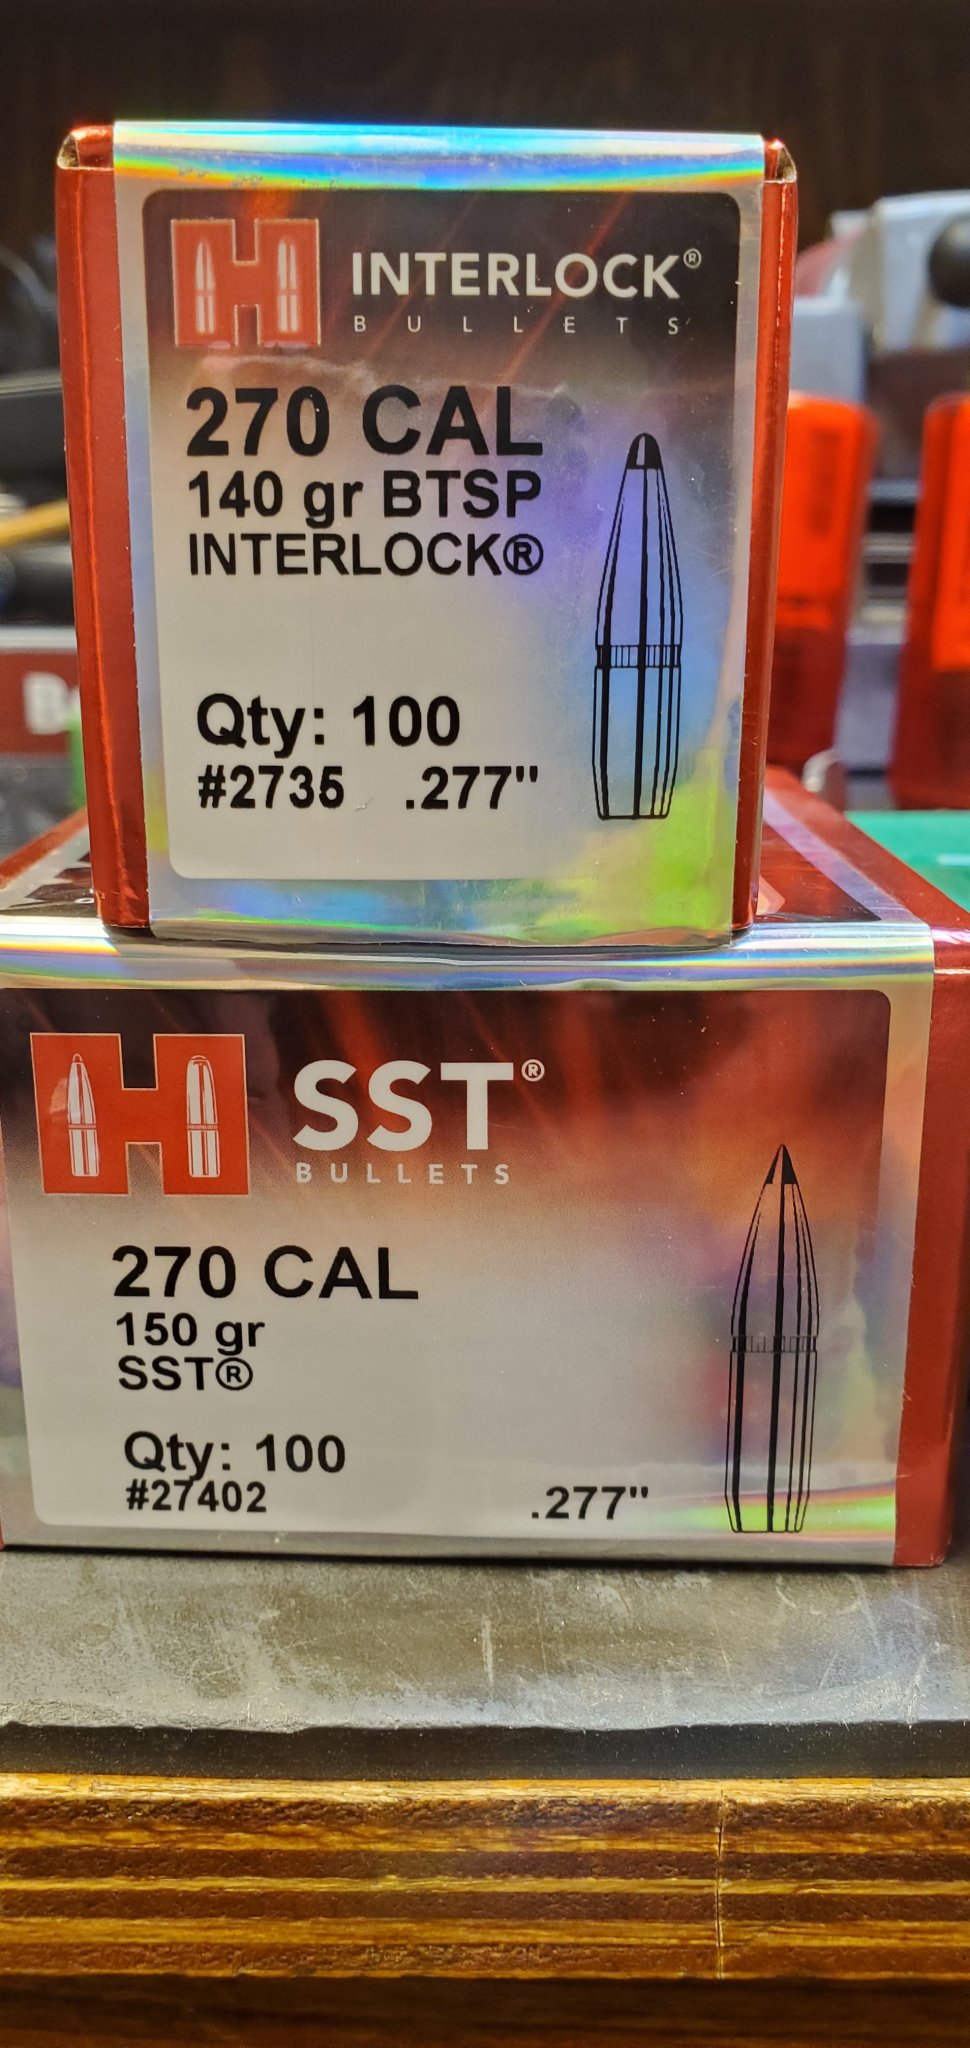 INTERLOCK®
BULLETS
270 CAL
140 gr BTSP
INTERLOCK®
Qty: 100
#2735 .277"
SST®
BULLETS
270 CAL
150 gr
SST®
Qty: 100
#27402 .277"